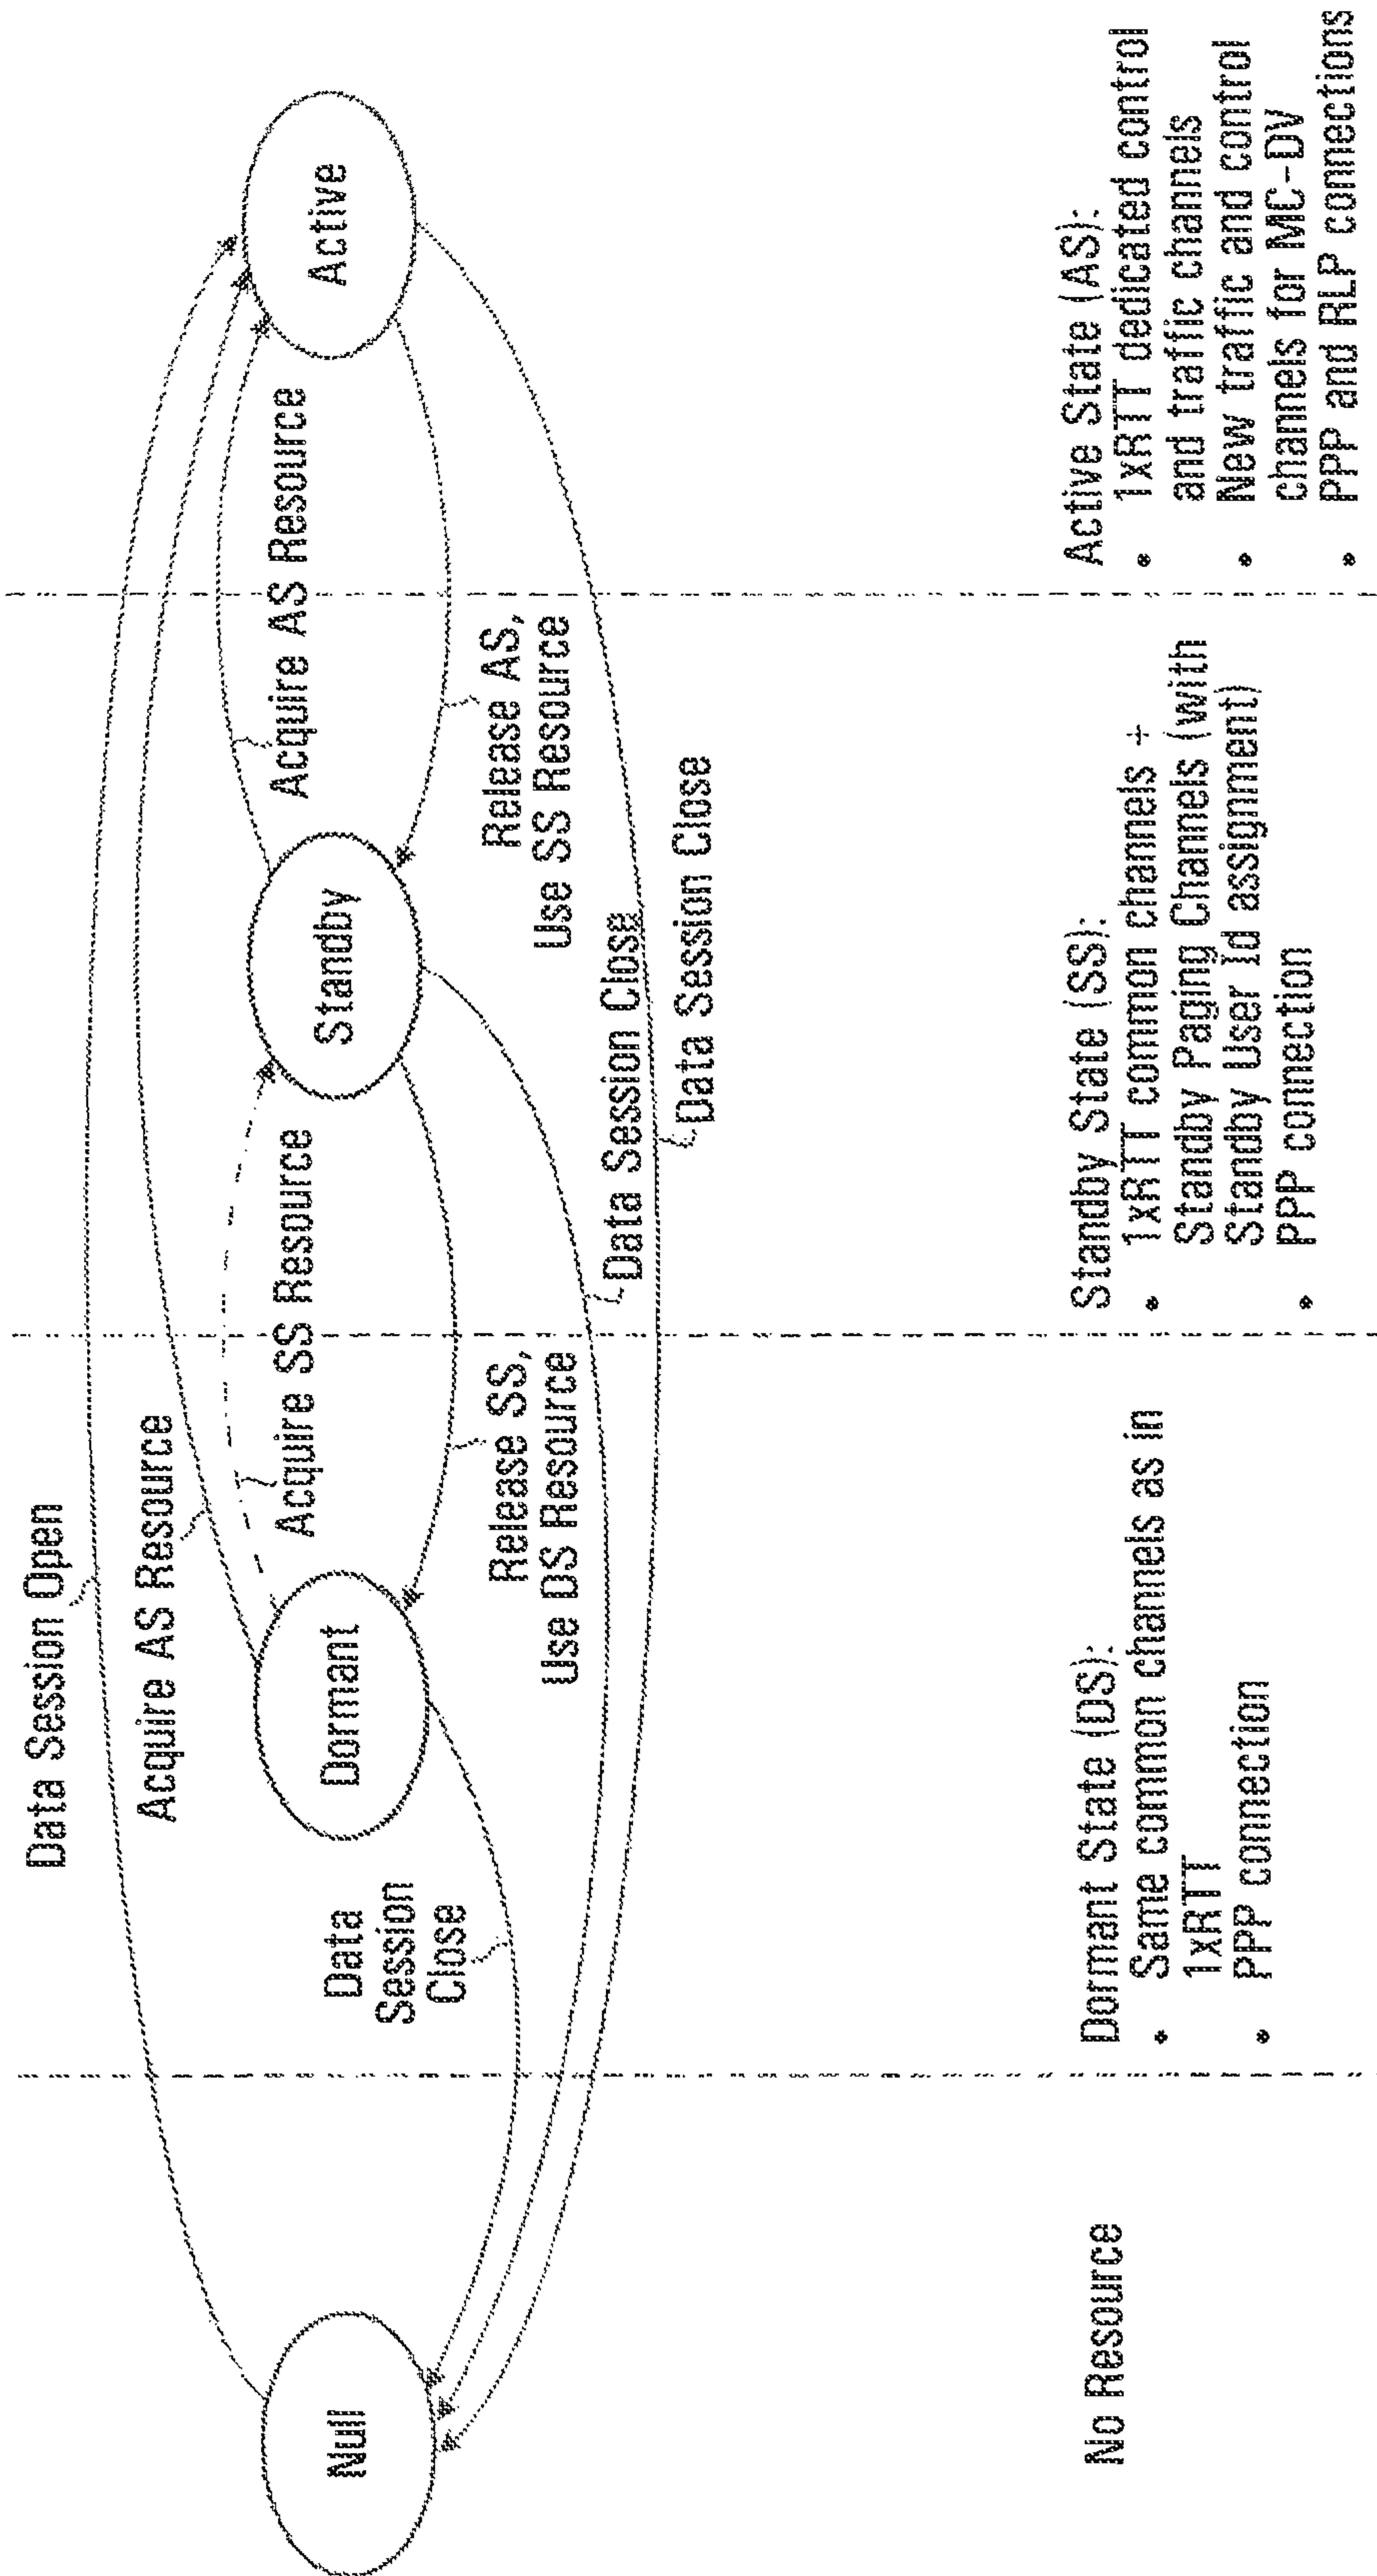 Data Session Open
Acquire AS Resource
Acquire SS Resource
Acquire AS Resource
Null
Dormant
Standby
Active
Data
Session
Close
Release SS,
Use DS Resource
Release AS,
Use SS Resource
Data Session Close
Data Session Close
No Resource
Dormant State (DS):
• Same common channels as in
1xRTT
• PPP connection
Standby State (SS):
• 1xRTT common channels +
Standby Paging Channels (with
Standby User Id assignment)
• PPP connection
Active State (AS):
• 1xRTT dedicated control
and traffic channels
• New traffic and control
channels for MC-DV
• PPP and RLP connections